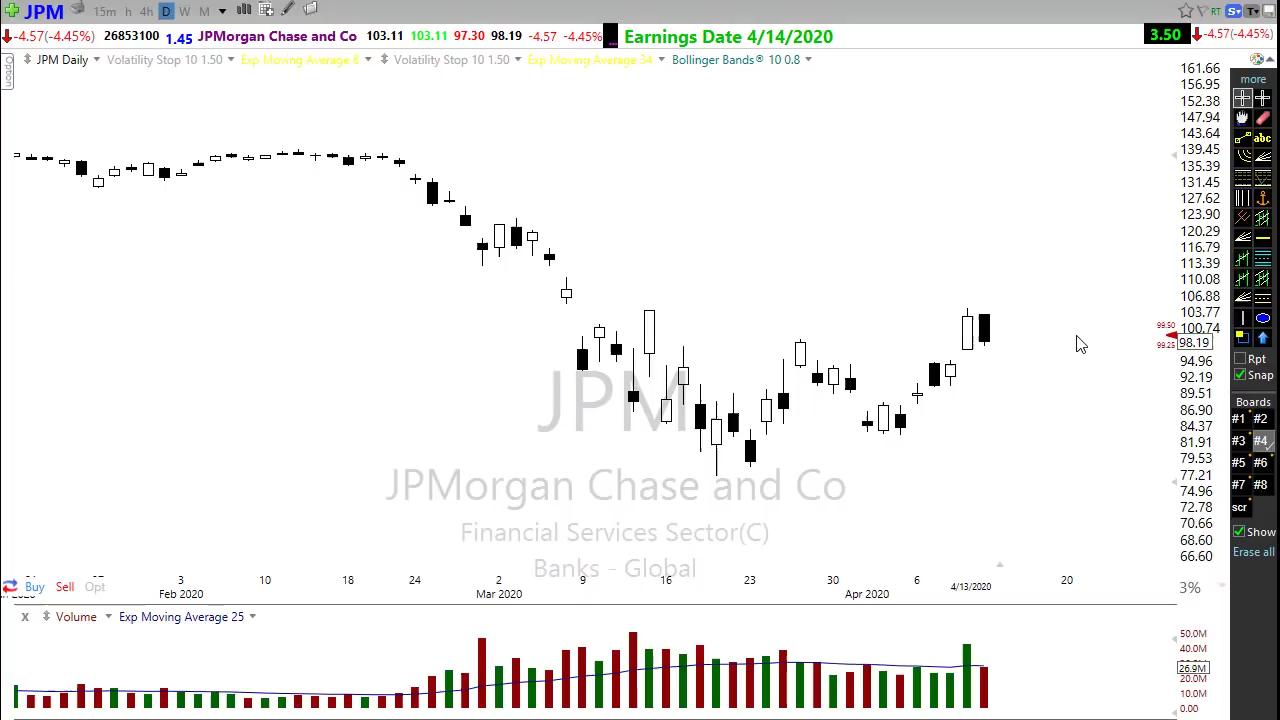 JPM 15m h 4h D W M RT S T
-4.57(-4.45%) 26853100 1.45 JPMorgan Chase and Co 103.11 103.11 97.30 98.19 -4.57 -4.45% Earnings Date 4/14/2020 3.50 -4.57(-4.45%)
Option
JPM Daily Volatility Stop 10 1.50 Exp Moving Average 8 Volatility Stop 10 1.50 Exp Moving Average 34 Bollinger Bands® 10 0.8
161.66
156.95
152.38
147.94
143.64
139.45
135.39
131.45
127.62
123.90
120.29
116.79
113.39
110.08
106.88
103.77
99.50
100.74
99.25
98.19
94.96
92.19
89.51
86.90
84.37
81.91
79.53
77.21
74.96
72.78
70.66
68.60
66.60
more
abc
Rpt
Snap
Boards
#1 #2
#3 #4
#5 #6
#7 #8
scr
Show
Erase all
JPM
JPMorgan Chase and Co
Financial Services Sector(C)
Banks - Global
3 10 18 24 2 9 16 23 30 6 4/13/2020 20
Buy Sell Opt 3%
Feb 2020 Mar 2020 Apr 2020
X Volume Exp Moving Average 25
50.0M
40.0M
26.9M
20.0M
10.0M
0.00